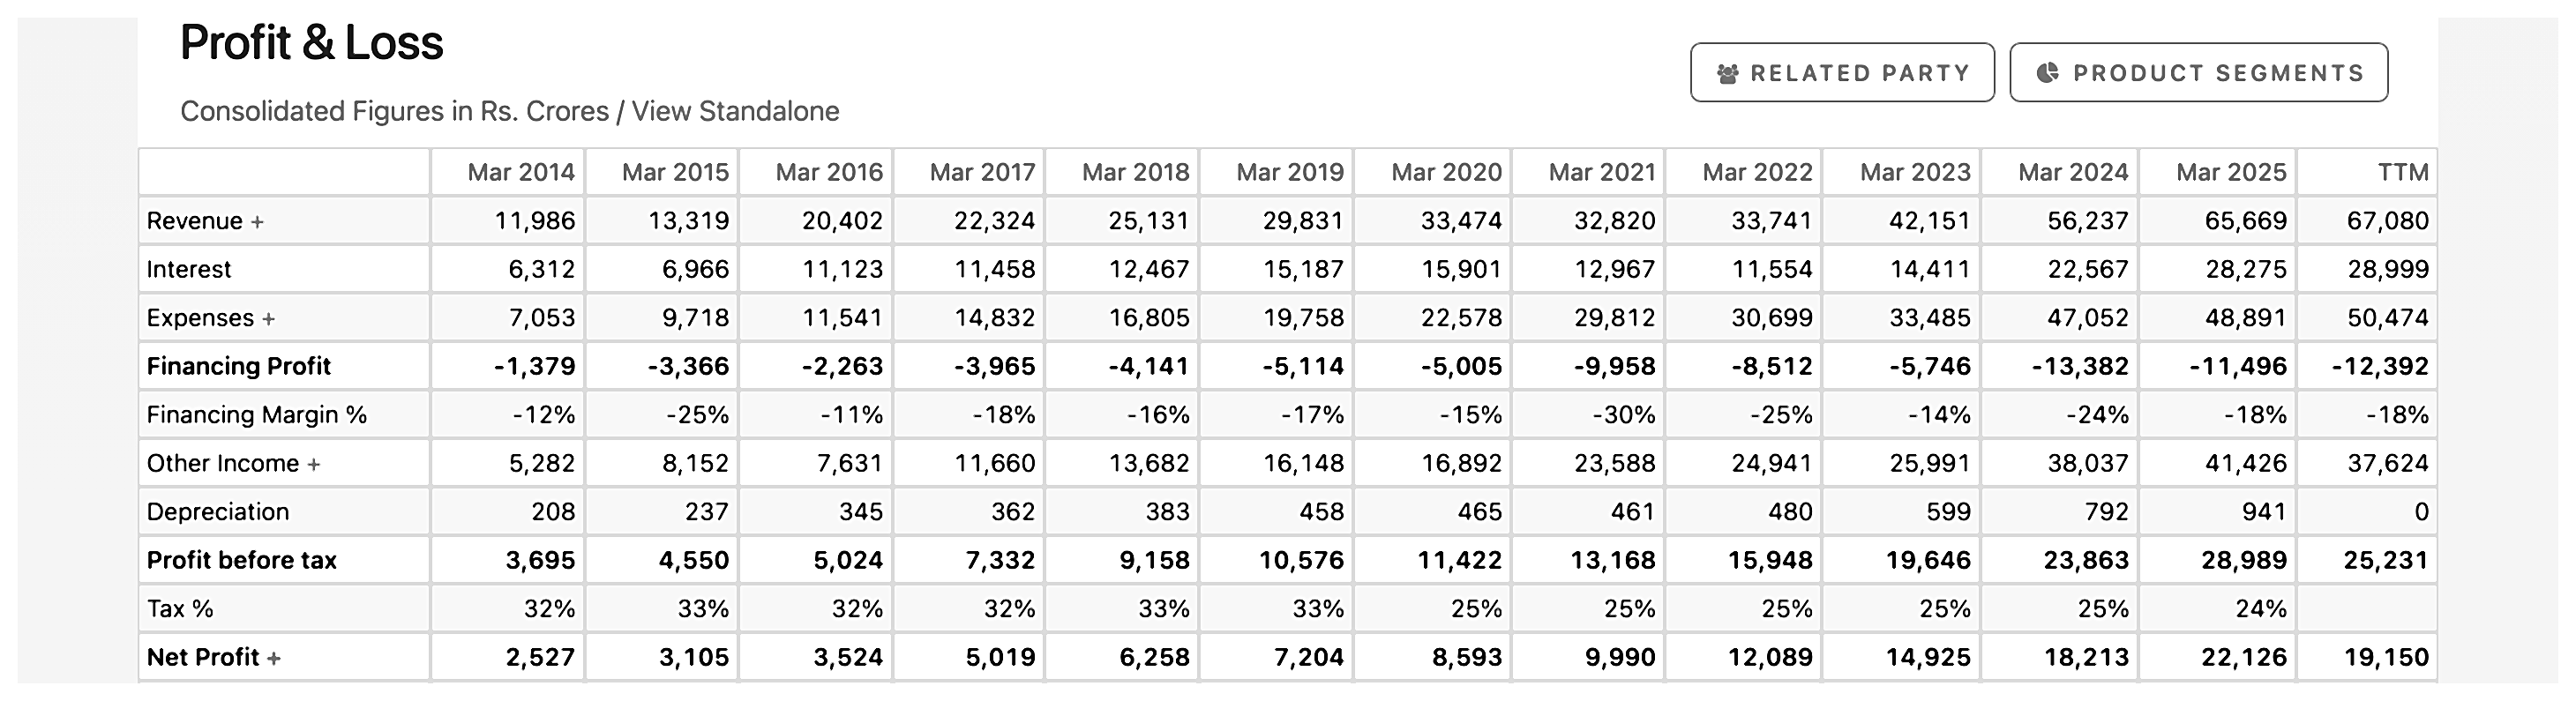 Profit & Loss
RELATED PARTY PRODUCT SEGMENTS
Consolidated Figures in Rs. Crores / View Standalone
Mar 2014 Mar 2015 Mar 2016 Mar 2017 Mar 2018 Mar 2019 Mar 2020 Mar 2021 Mar 2022 Mar 2023 Mar 2024 Mar 2025 TTM
Revenue + 11,986 13,319 20,402 22,324 25,131 29,831 33,474 32,820 33,741 42,151 56,237 65,669 67,080
Interest 6,312 6,966 11,123 11,458 12,467 15,187 15,901 12,967 11,554 14,411 22,567 28,275 28,999
Expenses + 7,053 9,718 11,541 14,832 16,805 19,758 22,578 29,812 30,699 33,485 47,052 48,891 50,474
Financing Profit -1,379 -3,366 -2,263 -3,965 -4,141 -5,114 -5,005 -9,958 -8,512 -5,746 -13,382 -11,496 -12,392
Financing Margin % -12% -25% -11% -18% -16% -17% -15% -30% -25% -14% -24% -18% -18%
Other Income + 5,282 8,152 7,631 11,660 13,682 16,148 16,892 23,588 24,941 25,991 38,037 41,426 37,624
Depreciation 208 237 345 362 383 458 465 461 480 599 792 941 0
Profit before tax 3,695 4,550 5,024 7,332 9,158 10,576 11,422 13,168 15,948 19,646 23,863 28,989 25,231
Tax % 32% 33% 32% 32% 33% 33% 25% 25% 25% 25% 25% 24%
Net Profit + 2,527 3,105 3,524 5,019 6,258 7,204 8,593 9,990 12,089 14,925 18,213 22,126 19,150